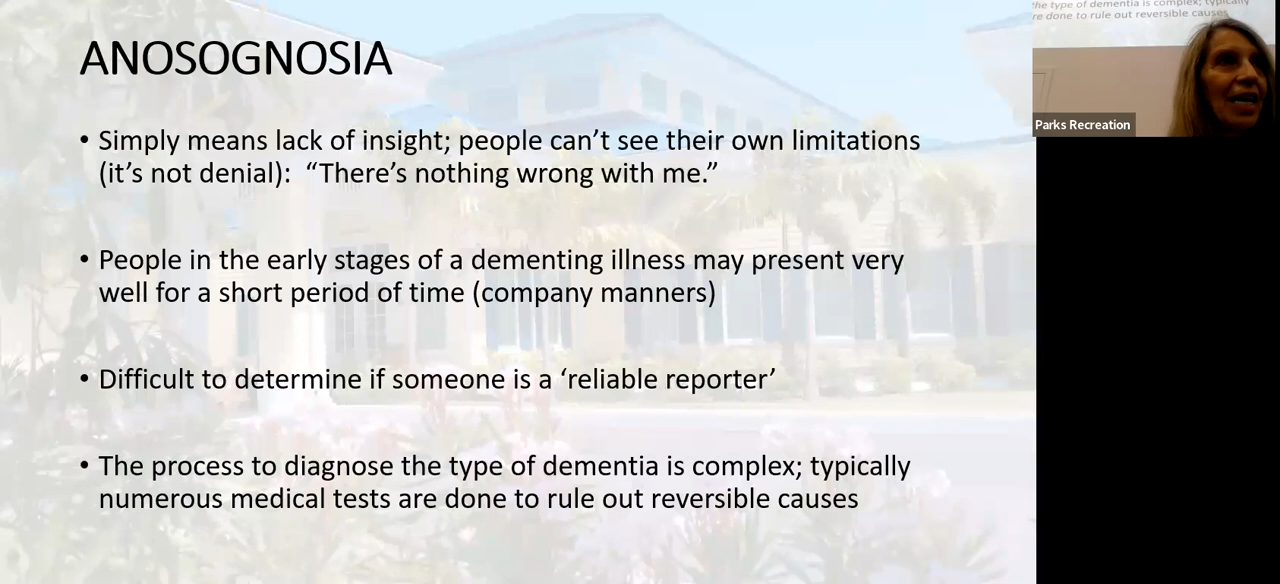 ANOSOGNOSIA
• Simply means lack of insight; people can’t see their own limitations
(it’s not denial):  “There’s nothing wrong with me.”
• People in the early stages of a dementing illness may present very
well for a short period of time (company manners)
• Difficult to determine if someone is a ‘reliable reporter’
• The process to diagnose the type of dementia is complex; typically
numerous medical tests are done to rule out reversible causes
the type of dementia is complex; typically
re done to rule out reversible causes
Parks Recreation